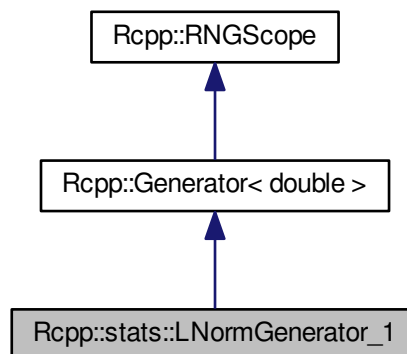 Rcpp::RNGScope
Rcpp::Generator< double >
Rcpp::stats::LNormGenerator_1